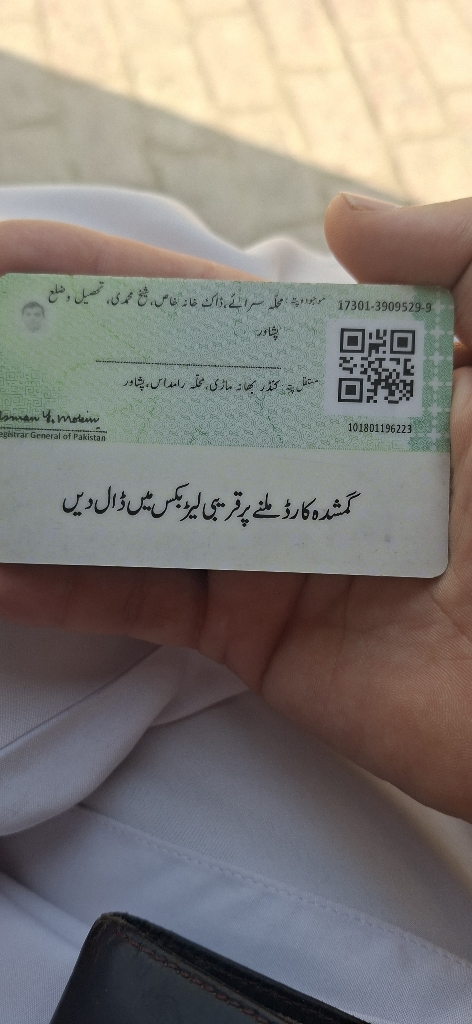 17301-3909529-9
موجودہ پتہ: محلہ سرائے، ڈاک خانہ خاص، شیخ محمدی، تحصیل و ضلع
پشاور
مستقل پتہ: کنڈر بھانہ ماڑی، محلہ رامداس، پشاور
101801196223
Registrar General of Pakistan
گمشدہ کارڈ ملنے پر قریبی لیٹر بکس میں ڈال دیں